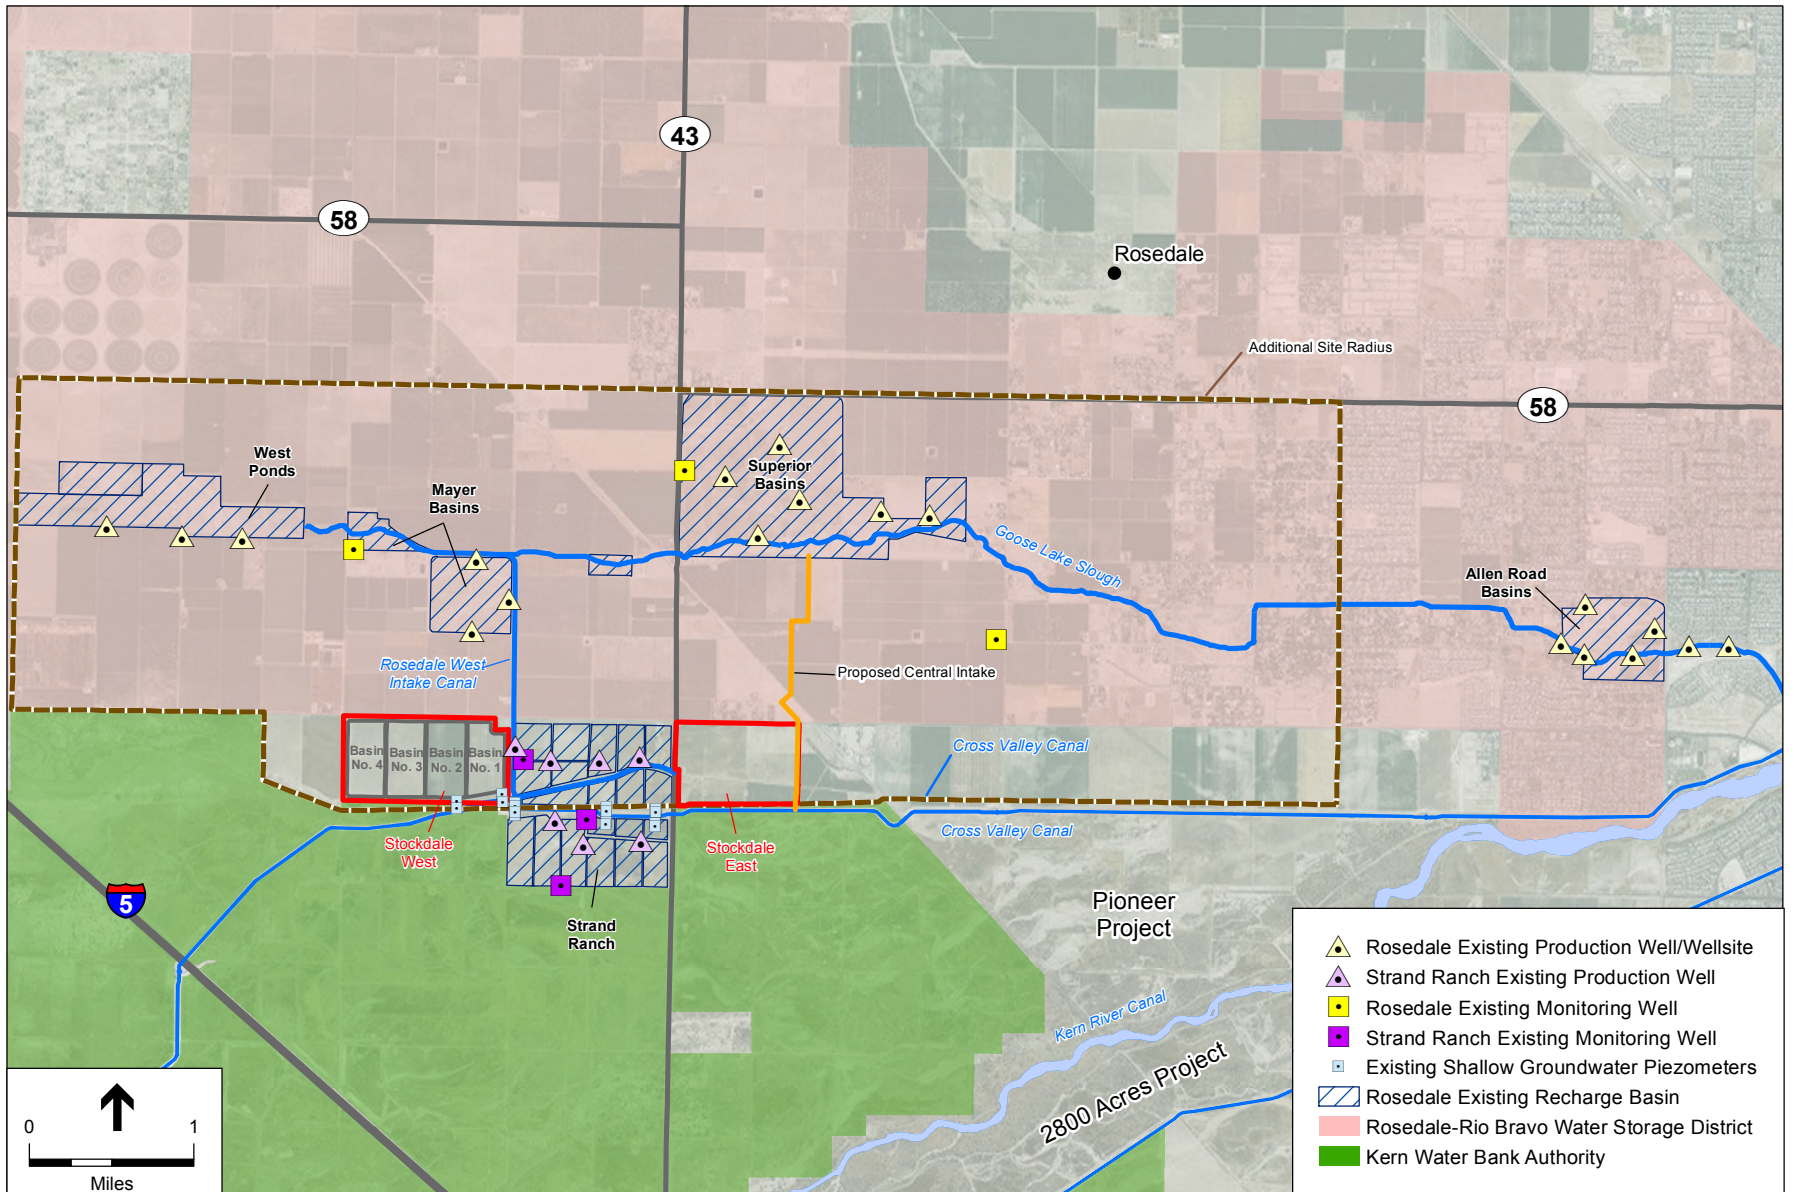 43
58
Rosedale
Additional Site Radius
58
West
Ponds
Mayer
Basins
Superior
Basins
Goose Lake Slough
Allen Road
Basins
Rosedale West
Intake Canal
Proposed Central Intake
Basin
No. 4
Basin
No. 3
Basin
No. 2
Basin
No. 1
Cross Valley Canal
Cross Valley Canal
Stockdale
West
Stockdale
East
5
Strand
Ranch
Pioneer
Project
Kern River Canal
2800 Acres Project
0 1
Miles
Rosedale Existing Production Well/Wellsite
Strand Ranch Existing Production Well
Rosedale Existing Monitoring Well
Strand Ranch Existing Monitoring Well
Existing Shallow Groundwater Piezometers
Rosedale Existing Recharge Basin
Rosedale-Rio Bravo Water Storage District
Kern Water Bank Authority